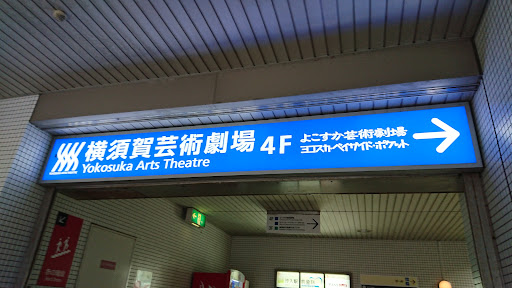 横須賀芸術劇場
Yokosuka Arts Theatre
4F
よこすか芸術劇場
ヨコスカ・ベイサイド・ポケット